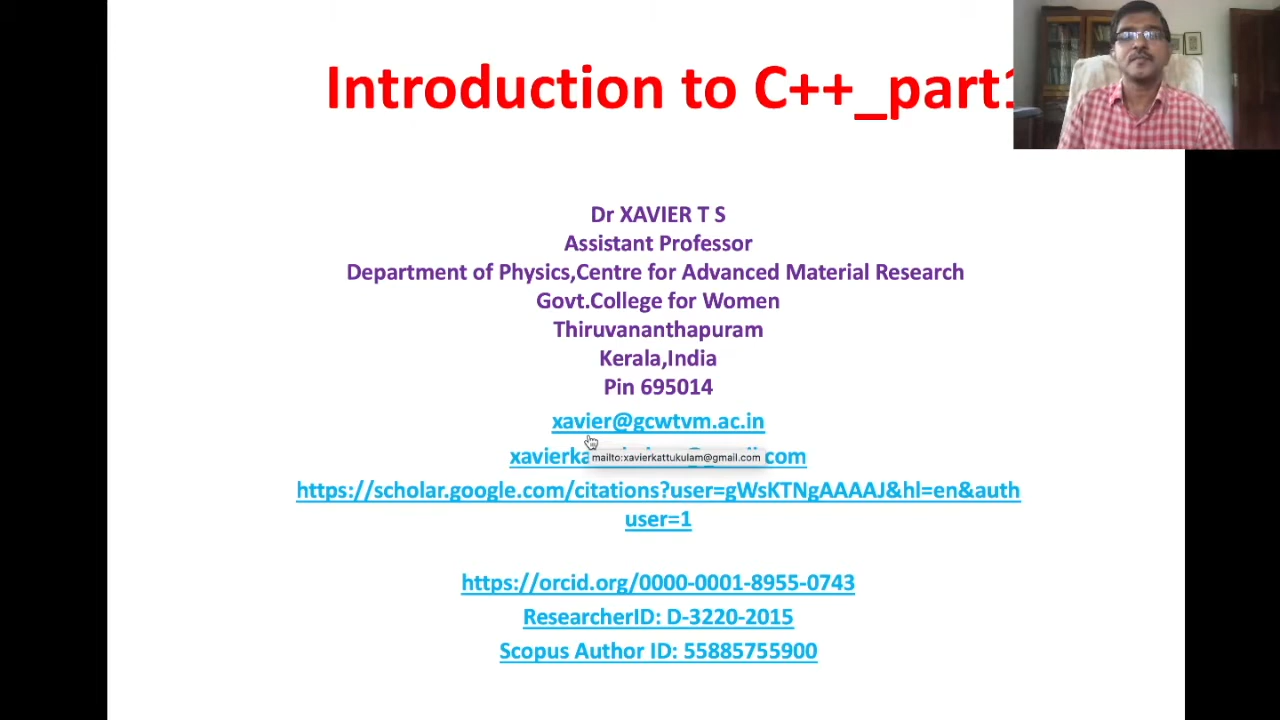 Introduction to C++_part1
Dr XAVIER T S
Assistant Professor
Department of Physics,Centre for Advanced Material Research
Govt.College for Women
Thiruvananthapuram
Kerala,India
Pin 695014
xavier@gcwtvm.ac.in
mailto:xavierkattukulam@gmail.com
https://scholar.google.com/citations?user=gWsKTNgAAAAJ&hl=en&auth
user=1
https://orcid.org/0000-0001-8955-0743
ResearcherID: D-3220-2015
Scopus Author ID: 55885755900